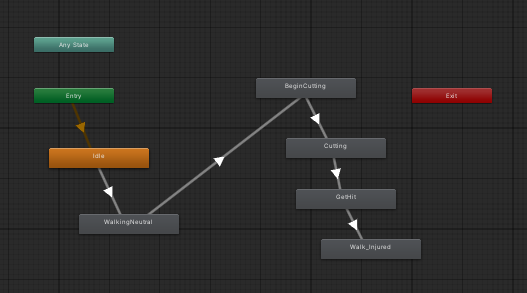 Any State
Entry
Idle
WalkingNeutral
BeginCutting
Cutting
GetHit
Walk_Injured
Exit